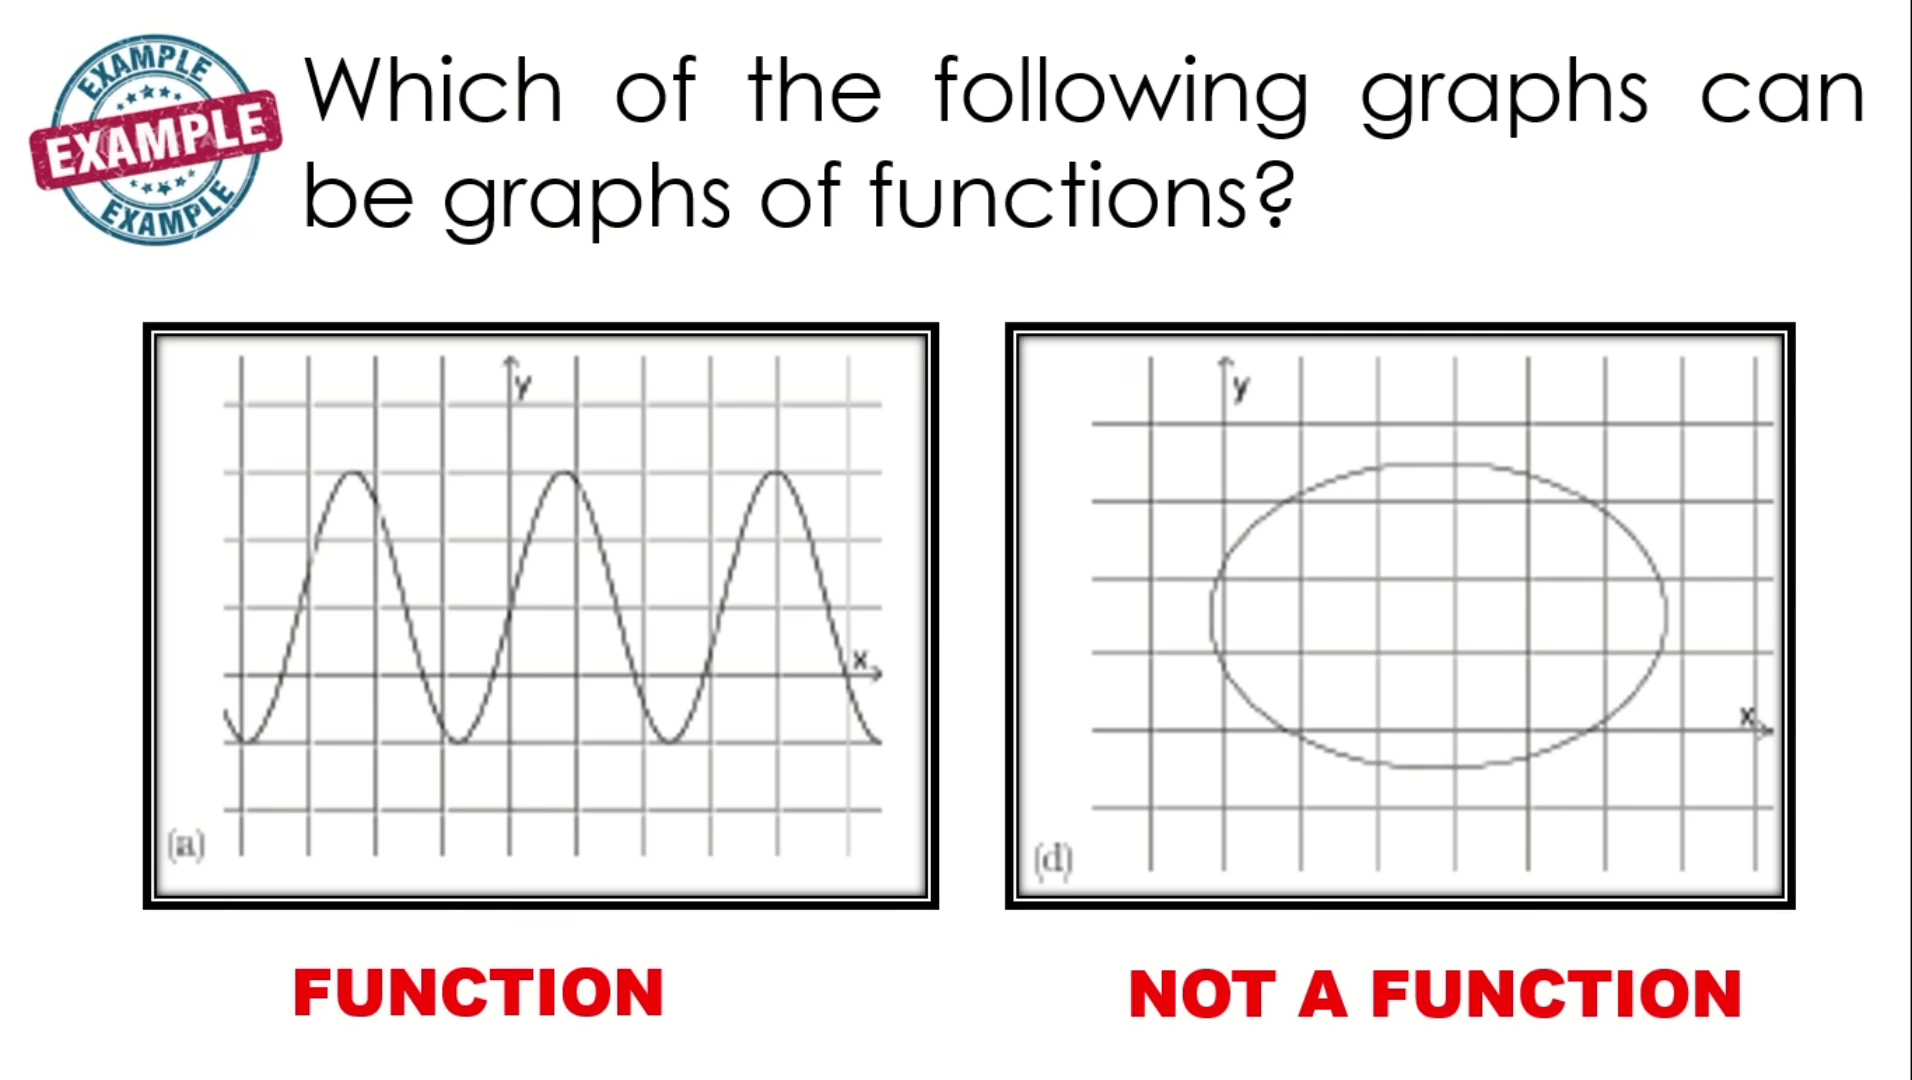 EXAMPLE
EXAMPLE
EXAMPLE
Which of the following graphs can
be graphs of functions?
y
x
(a)
y
x
(d)
FUNCTION
NOT A FUNCTION